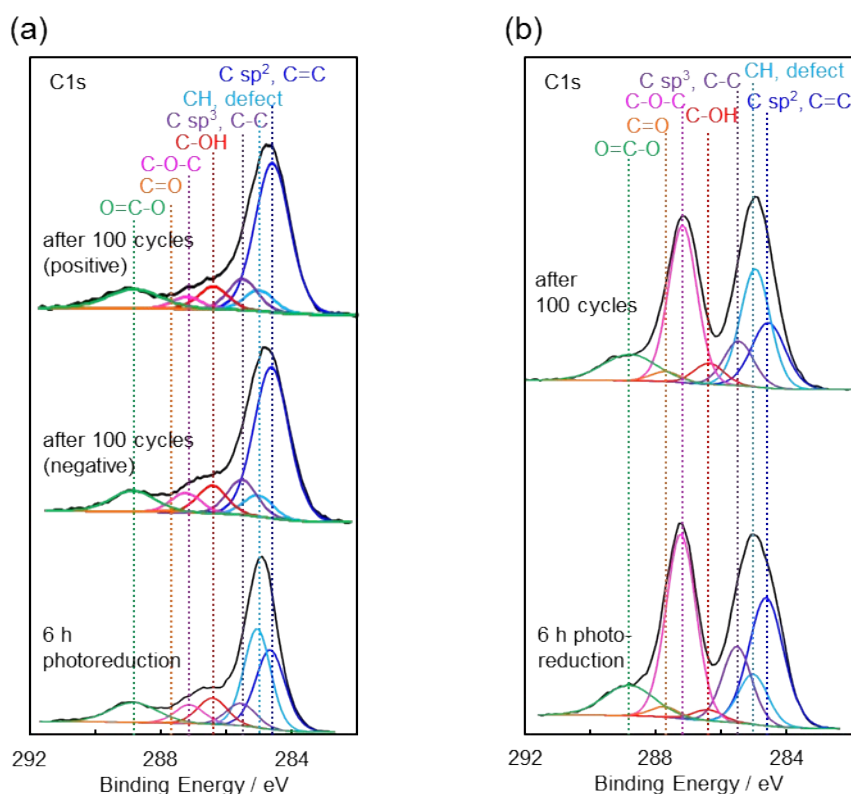 (a)
C1s
C sp², C=C
CH, defect
C sp³, C-C
C-OH
C-O-C
C=O
O=C-O
after 100 cycles
(positive)
after 100 cycles
(negative)
6 h
photoreduction
292
288
284
Binding Energy / eV
(b)
C1s
C sp³, C-C
CH, defect
C-O-C
C-OH
C sp², C=C
C=O
O=C-O
after
100 cycles
6 h photo-
reduction
292
288
284
Binding Energy / eV